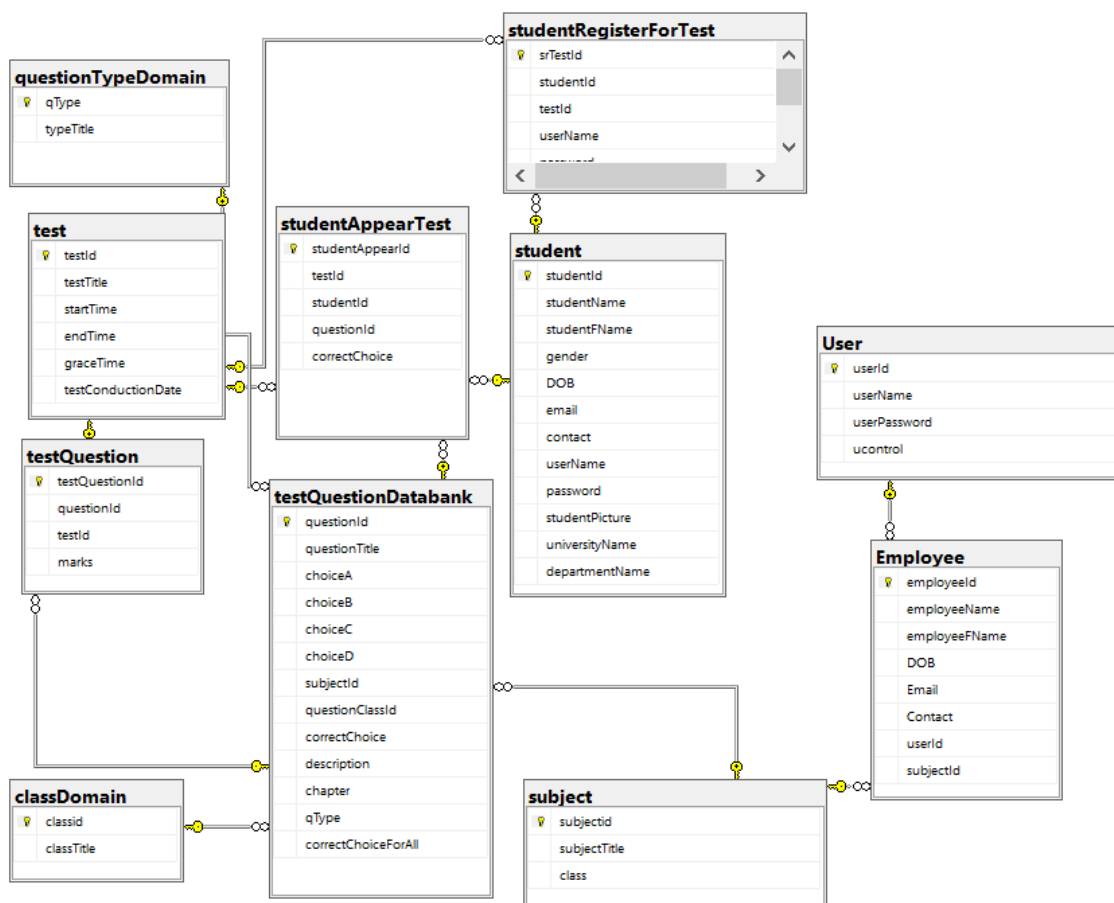 studentRegisterForTest
srTestId
studentId
testId
userName
password
questionTypeDomain
qType
typeTitle
test
testId
testTitle
startTime
endTime
graceTime
testConductionDate
studentAppearTest
studentAppearId
testId
studentId
questionId
correctChoice
student
studentId
studentName
studentFName
gender
DOB
email
contact
userName
password
studentPicture
universityName
departmentName
User
userId
userName
userPassword
ucontrol
testQuestion
testQuestionId
questionId
testId
marks
testQuestionDatabank
questionId
questionTitle
choiceA
choiceB
choiceC
choiceD
subjectId
questionClassId
correctChoice
description
chapter
qType
correctChoiceForAll
Employee
employeeId
employeeName
employeeFName
DOB
Email
Contact
userId
subjectId
classDomain
classid
classTitle
subject
subjectid
subjectTitle
class